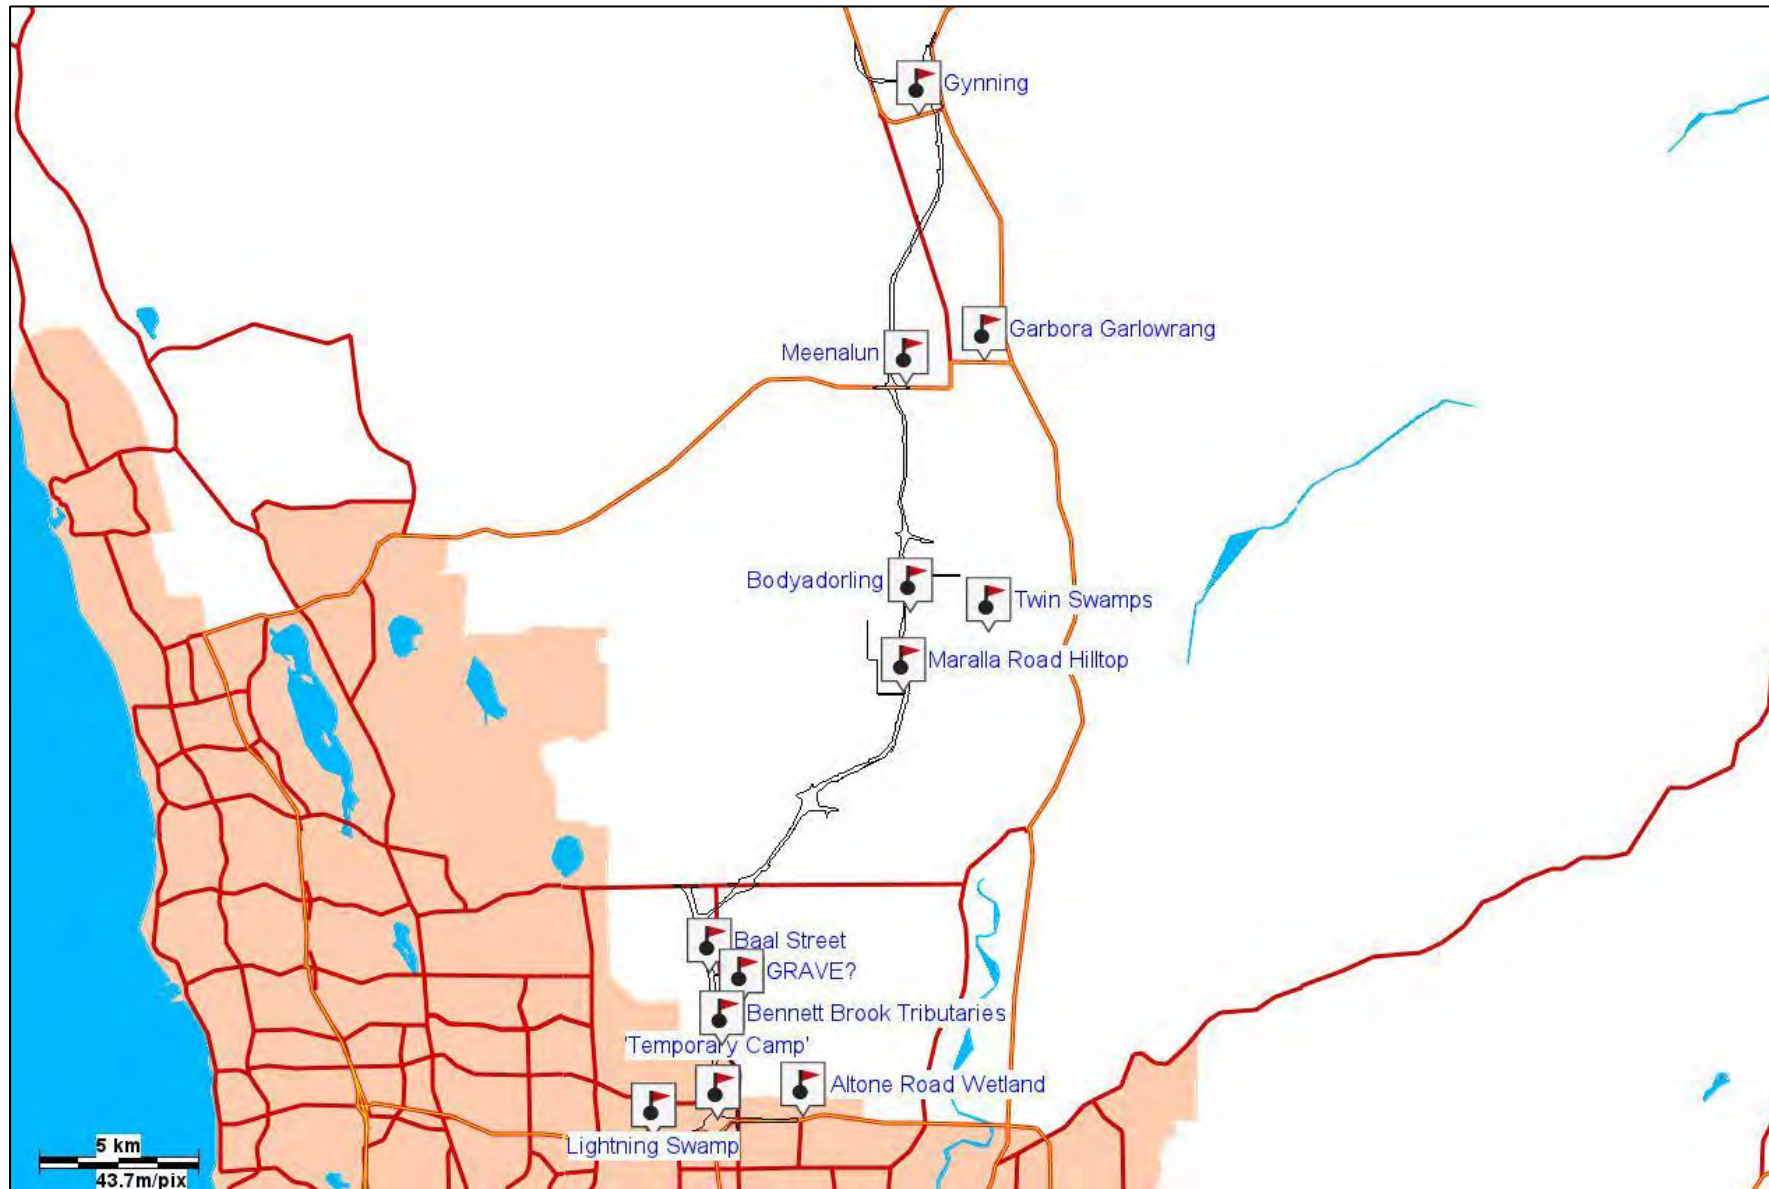 Gynning
Garbora Garlowrang
Meenalun
Bodyadorling
Twin Swamps
Maralla Road Hilltop
Baal Street
GRAVE?
Bennett Brook Tributaries
'Temporary Camp'
Altone Road Wetland
Lightning Swamp
5 km
43.7m/pix